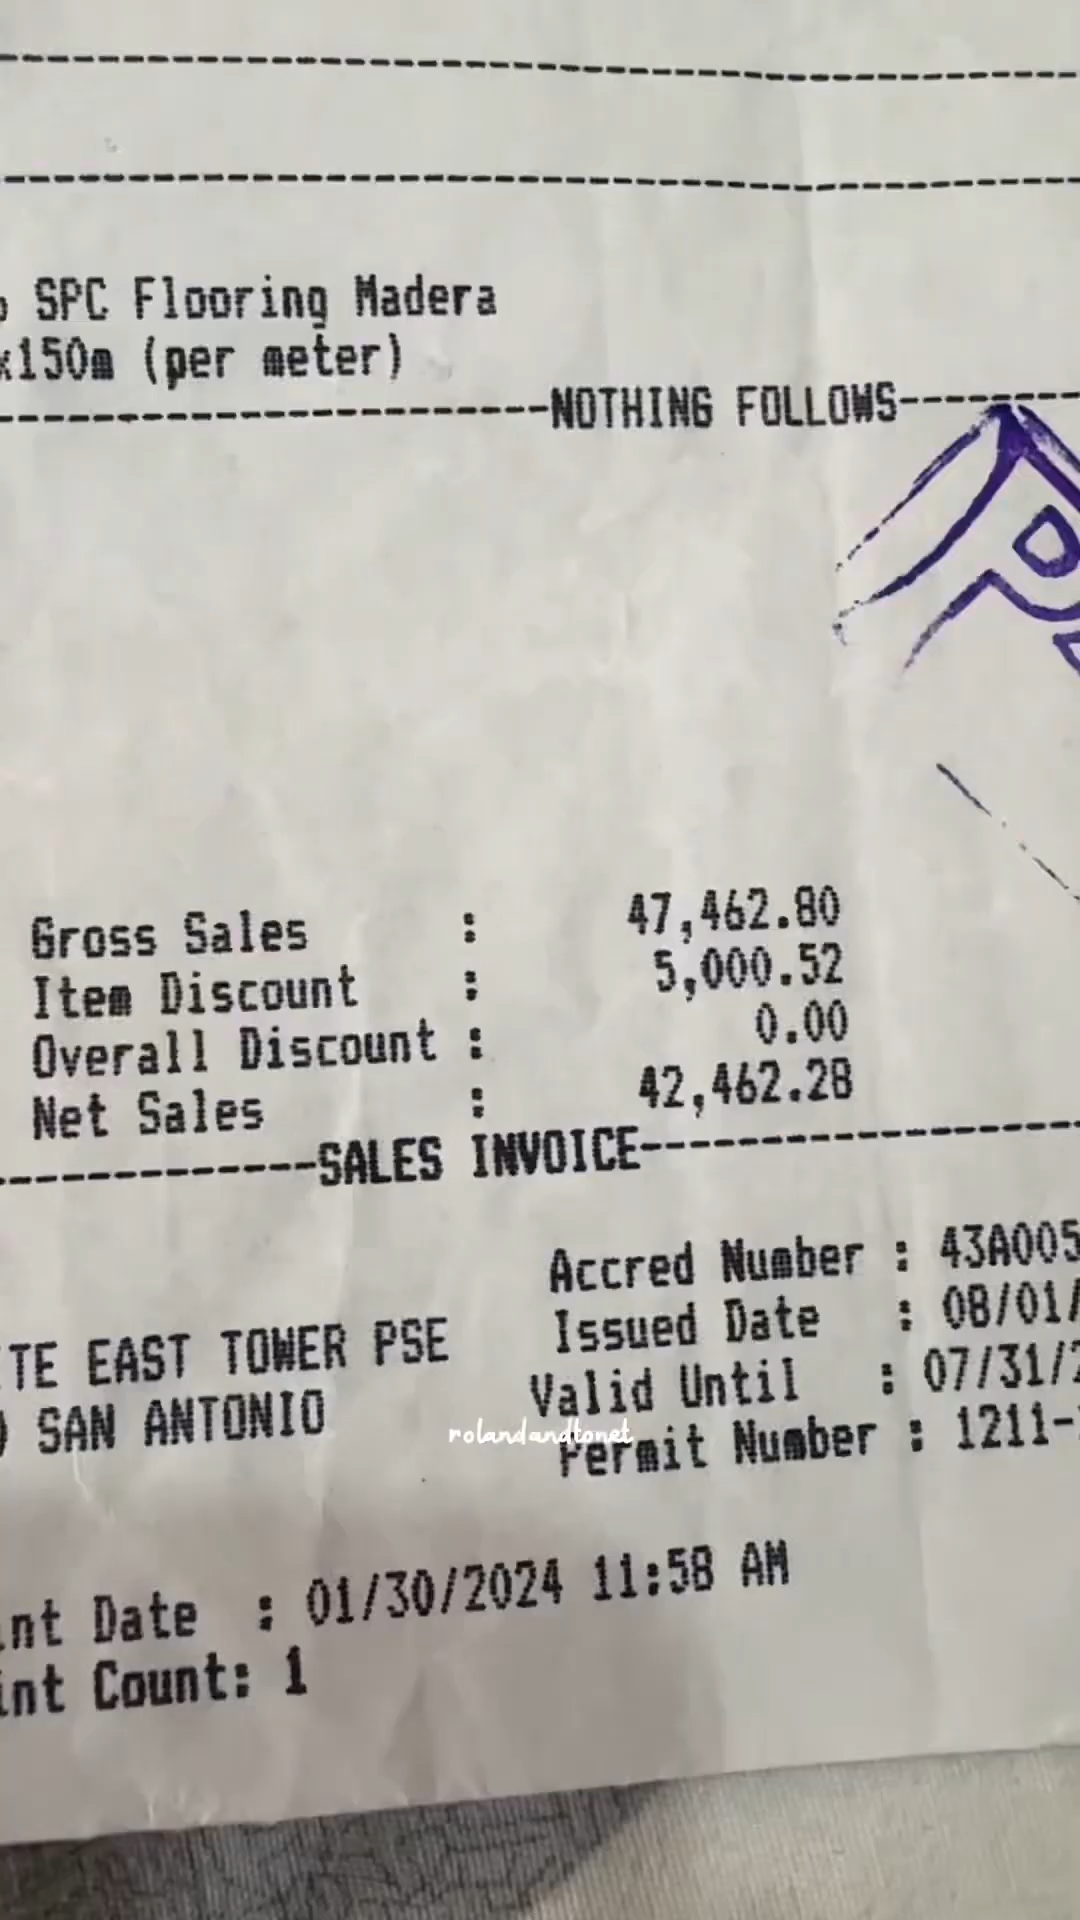 SPC Flooring Madera
x150m (per meter)
NOTHING FOLLOWS
Gross Sales : 47,462.80
Item Discount : 5,000.52
Overall Discount : 0.00
Net Sales : 42,462.28
SALES INVOICE
Accred Number : 43A005
Issued Date : 08/01/
Valid Until : 07/31/2
TE EAST TOWER PSE
SAN ANTONIO
rolandandtonet
Permit Number : 1211-
int Date : 01/30/2024 11:58 AM
int Count: 1